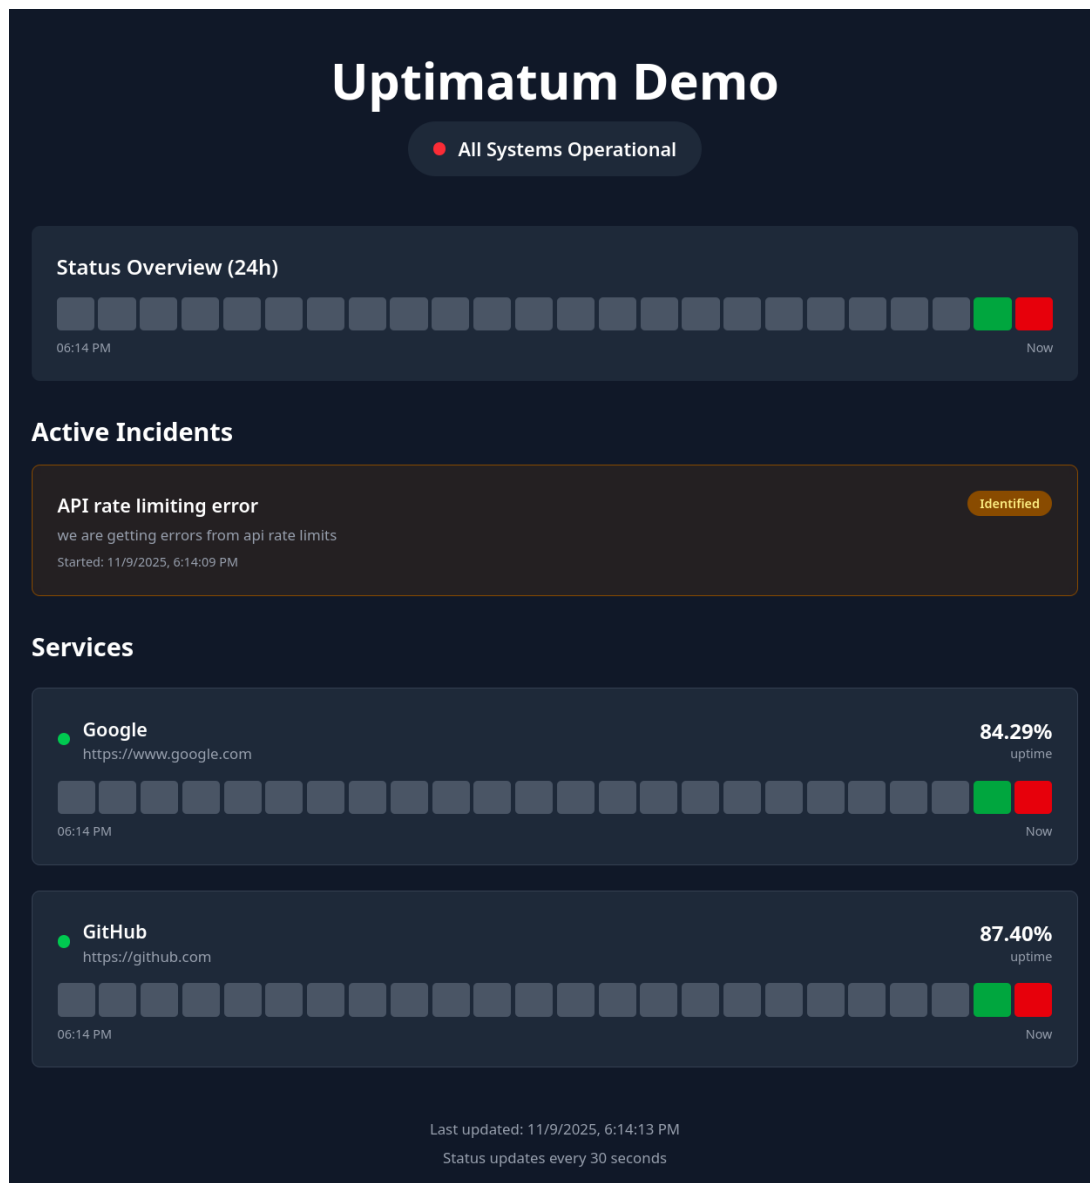 Uptimatum Demo
All Systems Operational
Status Overview (24h)
06:14 PM
Now
Active Incidents
API rate limiting error
Identified
we are getting errors from api rate limits
Started: 11/9/2025, 6:14:09 PM
Services
Google
84.29%
https://www.google.com
uptime
06:14 PM
Now
GitHub
87.40%
https://github.com
uptime
06:14 PM
Now
Last updated: 11/9/2025, 6:14:13 PM
Status updates every 30 seconds